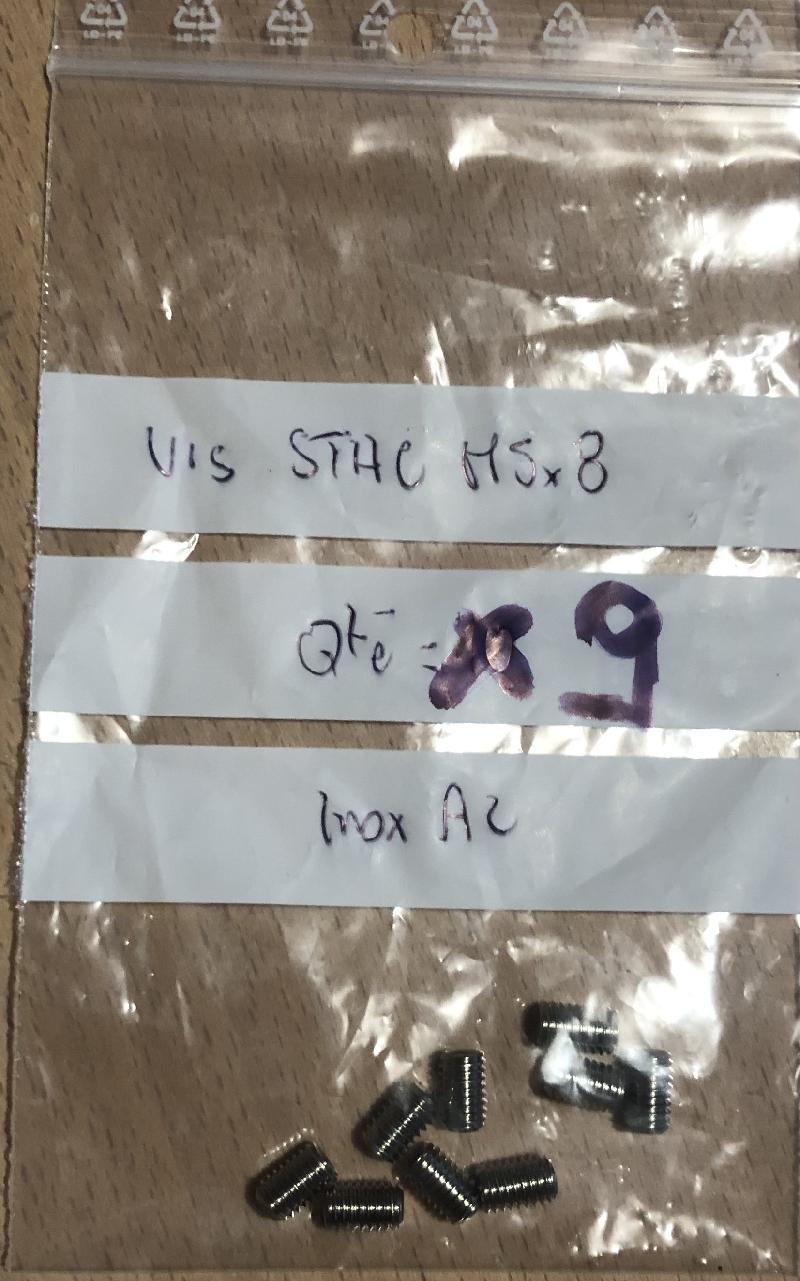 Vis STHC M5x8
Qté = 9
Inox A2